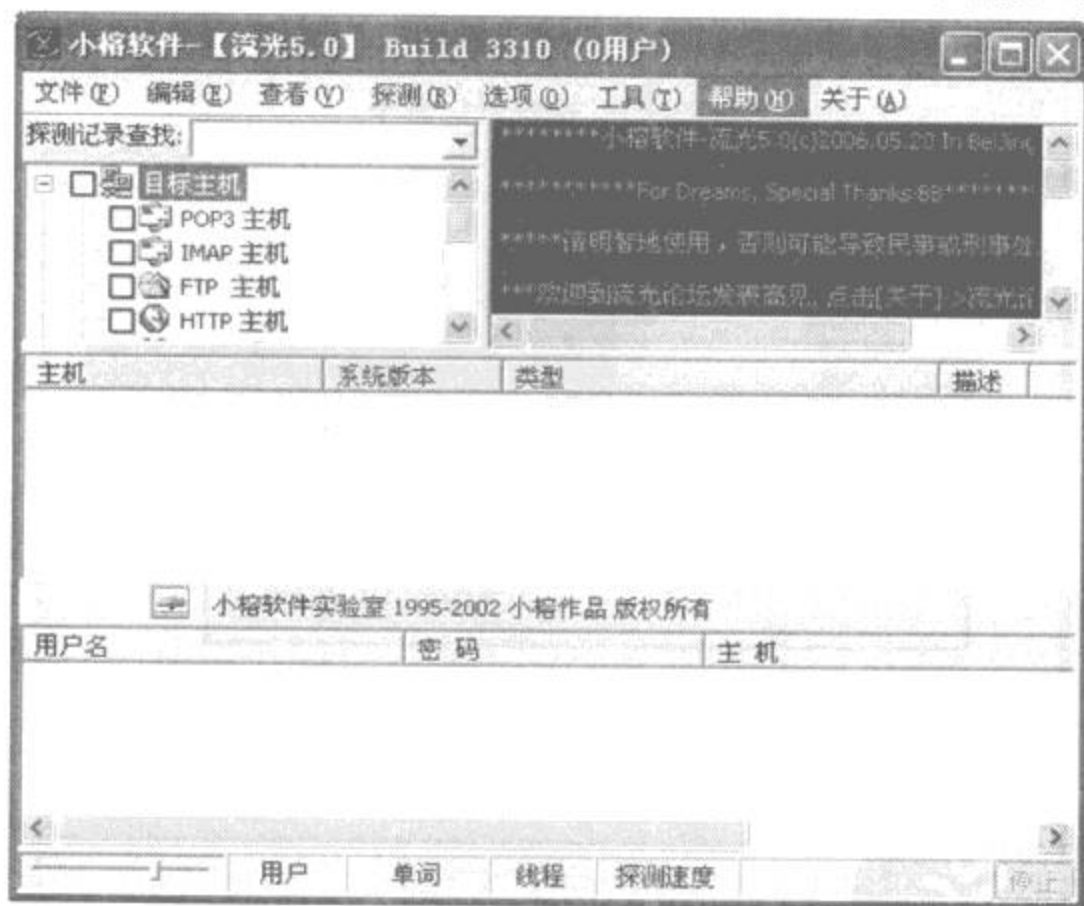 小榕软件-【流光5.0】 Build 3310 (0用户)
文件(F) 编辑(E) 查看(V) 探测(R) 选项(O) 工具(T) 帮助(H) 关于(A)
探测记录查找:
********小榕软件-流光5.0(c)2006.05.20 In Beijing
目标主机
************For Dreams, Special Thanks 88*******
POP3 主机
IMAP 主机
*****请明智地使用，否则可能导致民事或刑事处
FTP 主机
***欢迎到流光论坛发表高见, 点击[关于]->流光论
HTTP 主机
主机 系统版本 类型 描述
小榕软件实验室 1995-2002 小榕作品 版权所有
用户名 密 码 主 机
用户 单词 线程 探测速度 停止